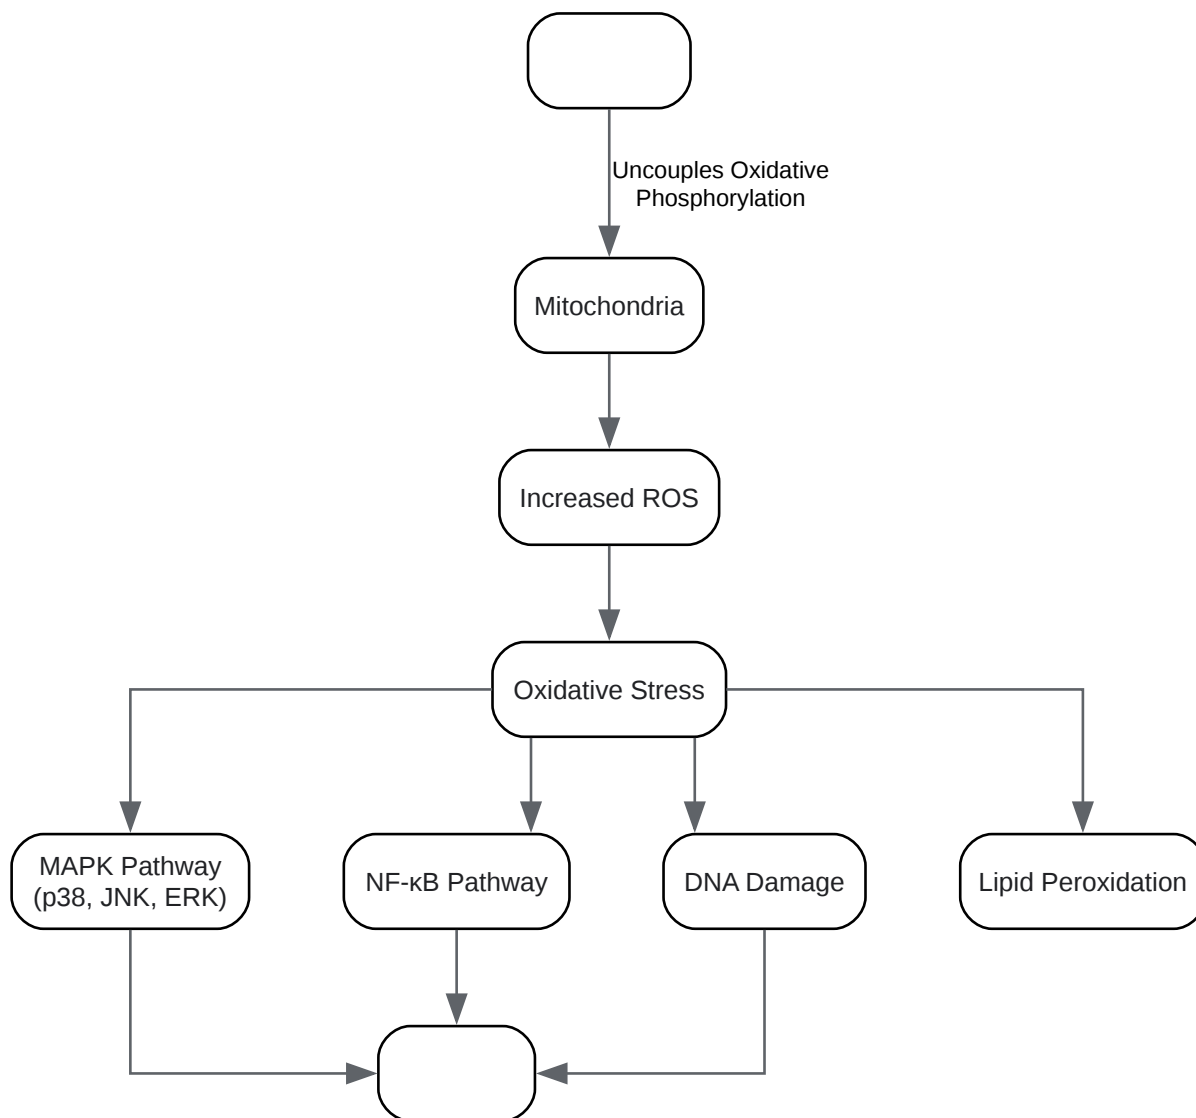 Uncouples Oxidative
Phosphorylation
Mitochondria
Increased ROS
Oxidative Stress
MAPK Pathway
(p38, JNK, ERK)
NF-κB Pathway
DNA Damage
Lipid Peroxidation